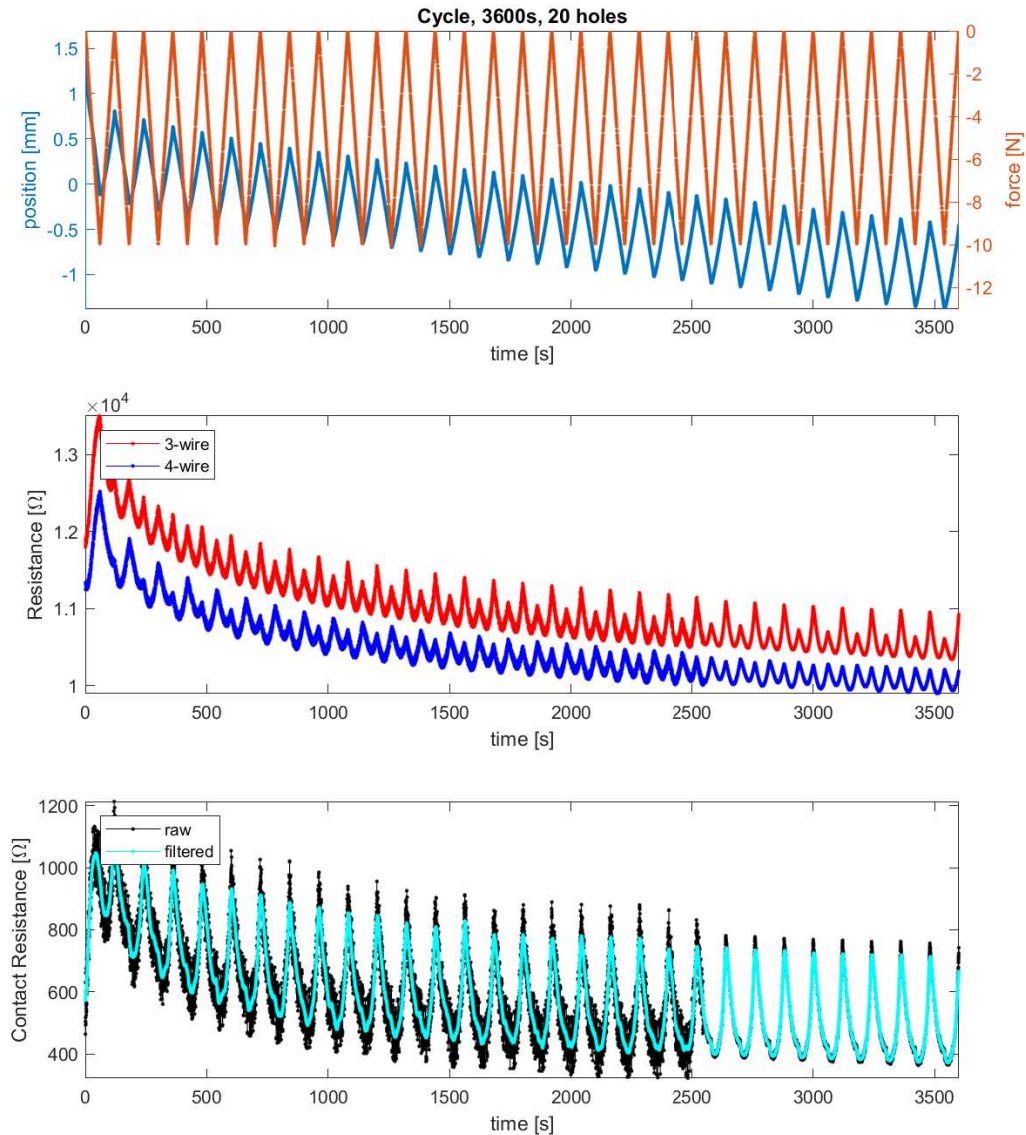 Cycle, 3600s, 20 holes
1.5
1
0.5
0
-0.5
-1
position [mm]
0
-2
-4
-6
-8
-10
-12
force [N]
0 500 1000 1500 2000 2500 3000 3500
time [s]
×10⁴
1.3
1.2
1.1
1
Resistance [Ω]
3-wire
4-wire
0 500 1000 1500 2000 2500 3000 3500
time [s]
1200
1000
800
600
400
Contact Resistance [Ω]
raw
filtered
0 500 1000 1500 2000 2500 3000 3500
time [s]